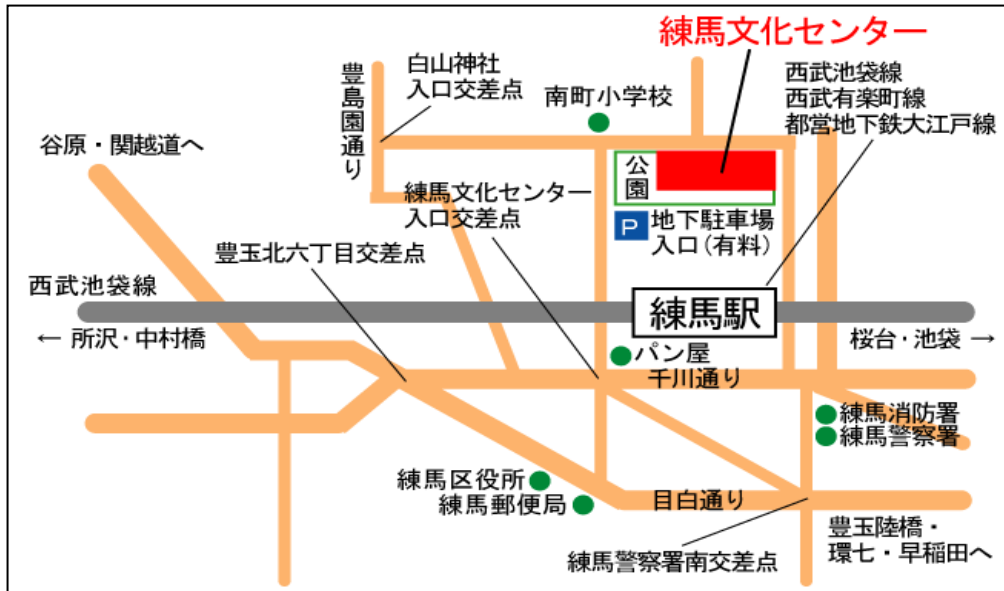 練馬文化センター
白山神社
入口交差点
豊島園通り
南町小学校
西武池袋線
西武有楽町線
都営地下鉄大江戸線
谷原・関越道へ
公園
練馬文化センター
入口交差点
P 地下駐車場
入口(有料)
豊玉北六丁目交差点
西武池袋線
練馬駅
← 所沢・中村橋
桜台・池袋 →
パン屋
千川通り
練馬消防署
練馬警察署
練馬区役所
練馬郵便局
目白通り
豊玉陸橋・
環七・早稲田へ
練馬警察署南交差点